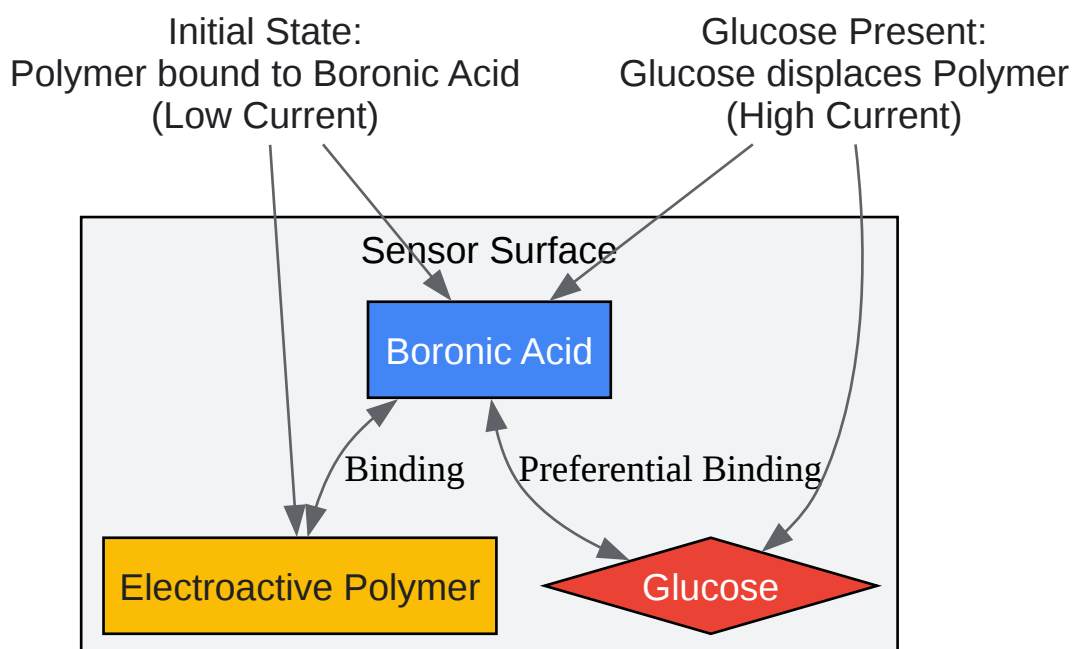 Initial State:
Polymer bound to Boronic Acid
(Low Current)
Glucose Present:
Glucose displaces Polymer
(High Current)
Sensor Surface
Boronic Acid
Binding
Preferential Binding
Electroactive Polymer
Glucose